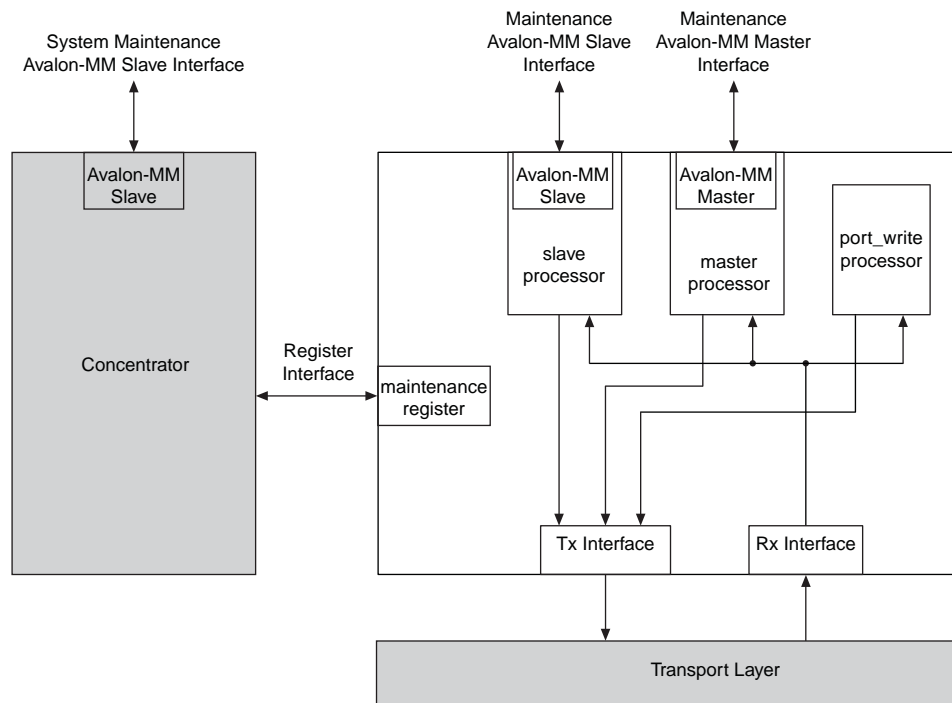 System Maintenance
Avalon-MM Slave Interface
Maintenance
Avalon-MM Slave
Interface
Maintenance
Avalon-MM Master
Interface
Avalon-MM
Slave
Avalon-MM
Slave
Avalon-MM
Master
slave
processor
master
processor
port_write
processor
Concentrator
Register
Interface
maintenance
register
Tx Interface
Rx Interface
Transport Layer